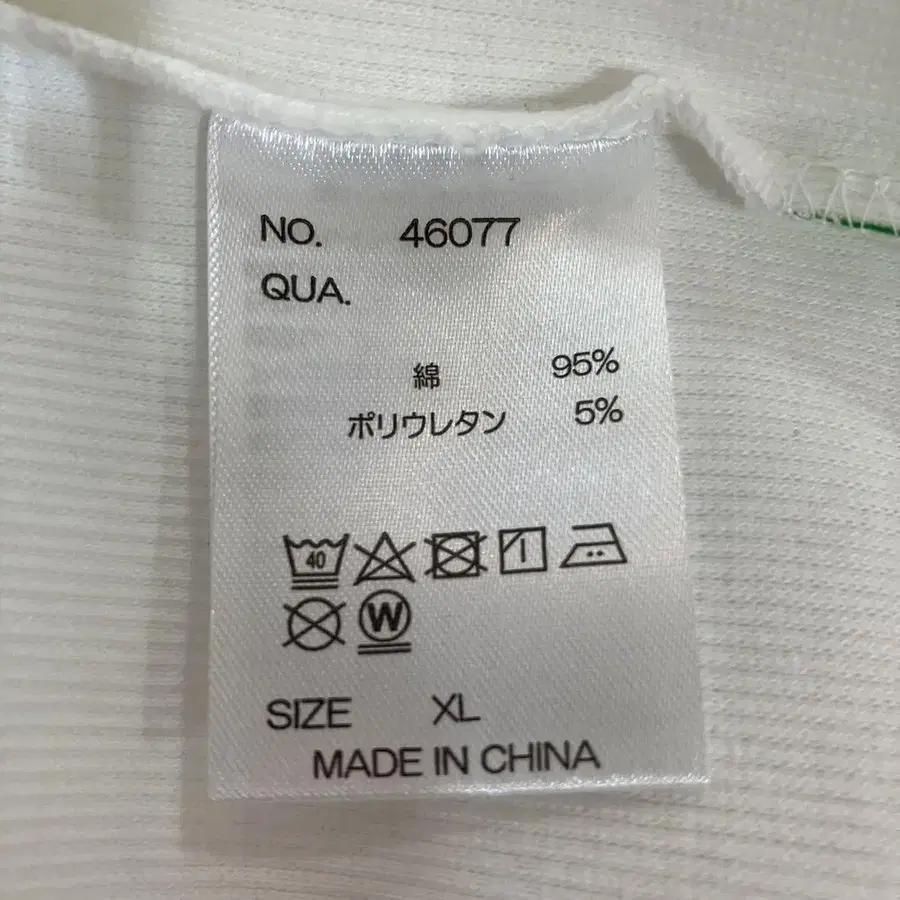 NO. 46077
QUA.
綿 95%
ポリウレタン 5%
40
W
SIZE XL
MADE IN CHINA